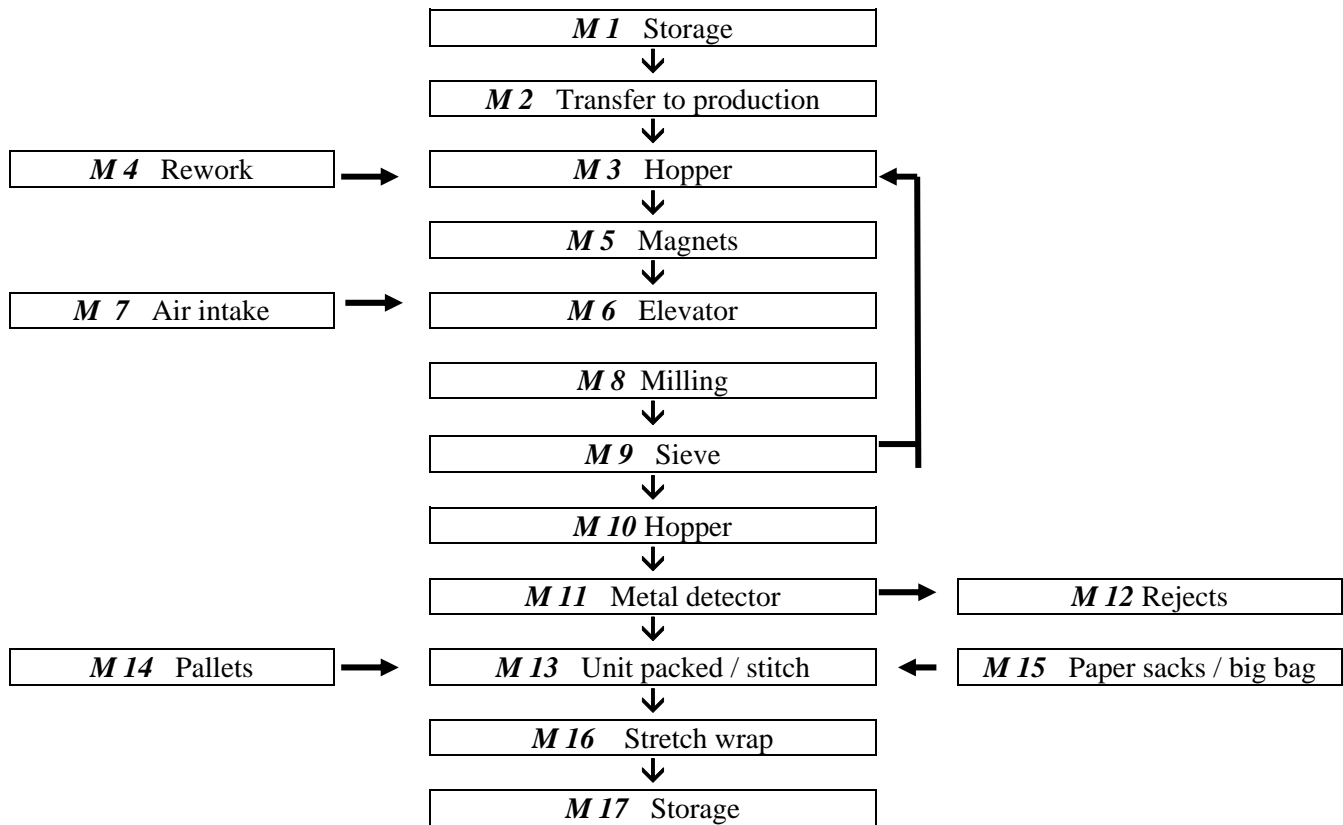 M 1 Storage
M 2 Transfer to production
M 4 Rework
M 3 Hopper
M 5 Magnets
M 7 Air intake
M 6 Elevator
M 8 Milling
M 9 Sieve
M 10 Hopper
M 11 Metal detector
M 12 Rejects
M 14 Pallets
M 13 Unit packed / stitch
M 15 Paper sacks / big bag
M 16 Stretch wrap
M 17 Storage